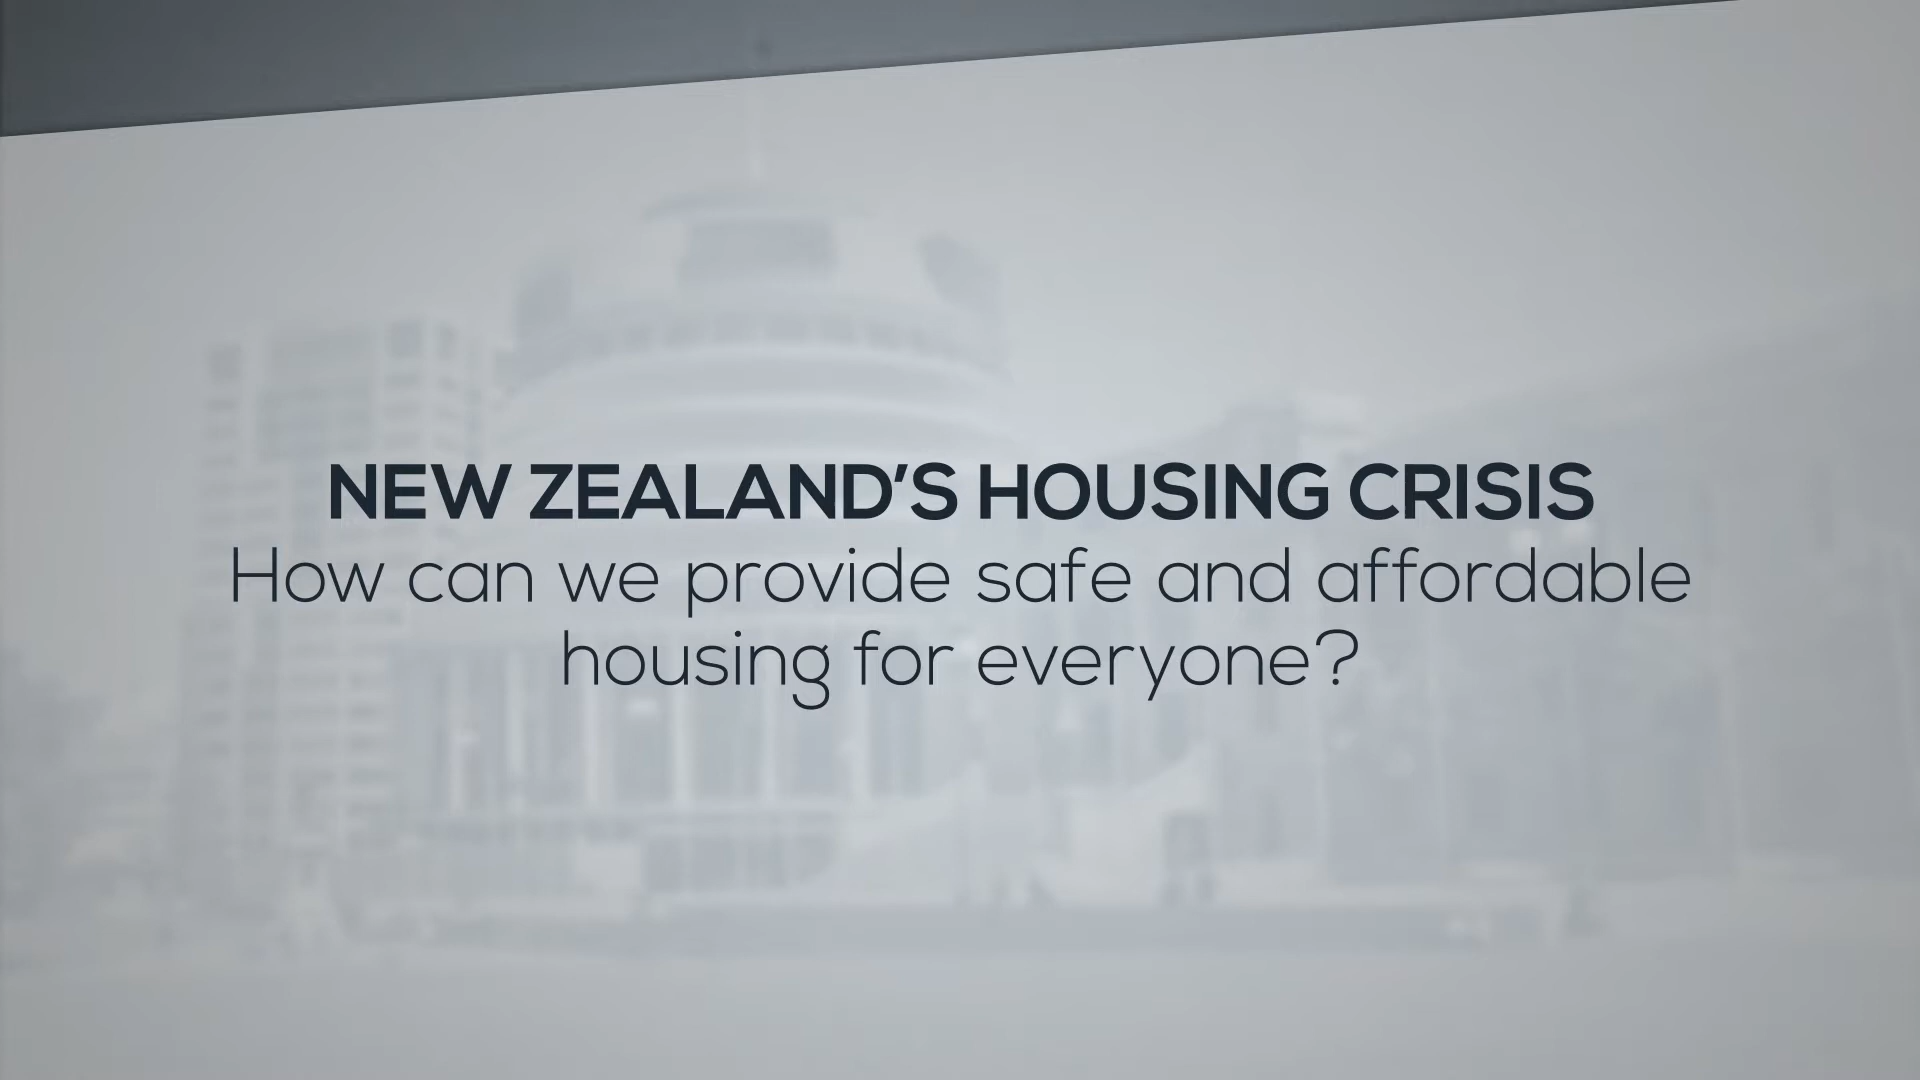 NEW ZEALAND'S HOUSING CRISIS
How can we provide safe and affordable
housing for everyone?